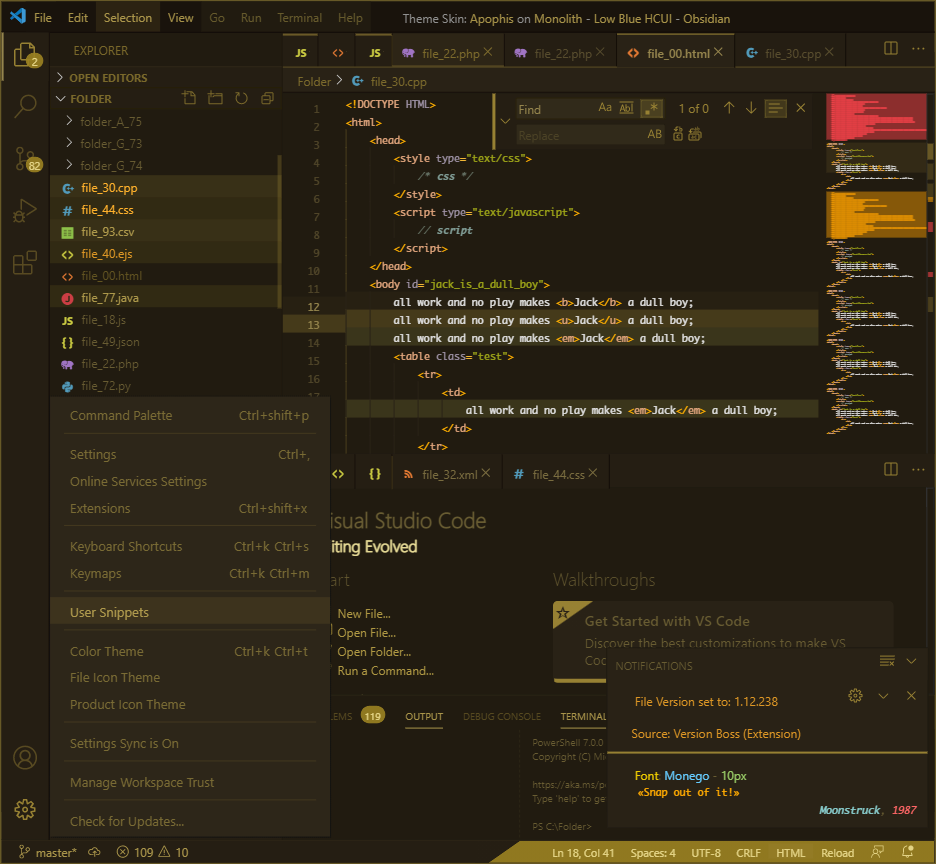 File Edit Selection View Go Run Terminal Help Theme Skin: Apophis on Monolith - Low Blue HCUI - Obsidian
2
82
EXPLORER
OPEN EDITORS
FOLDER
folder_A_75
folder_G_73
folder_G_74
file_30.cpp
file_44.css
file_93.csv
file_40.ejs
file_00.html
file_77.java
JS file_18.js
{} file_49.json
file_22.php
file_72.py
JS <> JS file_22.php file_22.php <> file_00.html file_30.cpp
Folder > file_30.cpp
Find Aa Ab .* 1 of 0
Replace AB
1 <!DOCTYPE HTML>
2 <html>
3 <head>
4 <style type="text/css">
5 /* css */
6 </style>
7 <script type="text/javascript">
8 // script
9 </script>
10 </head>
11 <body id="jack_is_a_dull_boy">
12 all work and no play makes <b>Jack</b> a dull boy;
13 all work and no play makes <u>Jack</u> a dull boy;
14 all work and no play makes <em>Jack</em> a dull boy;
15 <table class="test">
16 <tr>
17 <td>
all work and no play makes <em>Jack</em> a dull boy;
</td>
</tr>
Command Palette Ctrl+shift+p
Settings Ctrl+,
Online Services Settings
Extensions Ctrl+shift+x
Keyboard Shortcuts Ctrl+k Ctrl+s
Keymaps Ctrl+k Ctrl+m
User Snippets
Color Theme Ctrl+k Ctrl+t
File Icon Theme
Product Icon Theme
Settings Sync is On
Manage Workspace Trust
Check for Updates...
<> {} file_32.xml # file_44.css
isual Studio Code
iting Evolved
art
New File...
Open File...
Open Folder...
Run a Command...
Walkthroughs
Get Started with VS Code
Discover the best customizations to make VS
Coc
NOTIFICATIONS
File Version set to: 1.12.238
Source: Version Boss (Extension)
Font: Monego - 10px
«Snap out of it!»
Moonstruck, 1987
LEMS 119 OUTPUT DEBUG CONSOLE TERMINAL
PowerShell 7.0.0
Copyright (C) Mi
https://aka.ms/p
Type 'help' to ge
PS C:\Folder>
master* 109 10 Ln 18, Col 41 Spaces: 4 UTF-8 CRLF HTML Reload